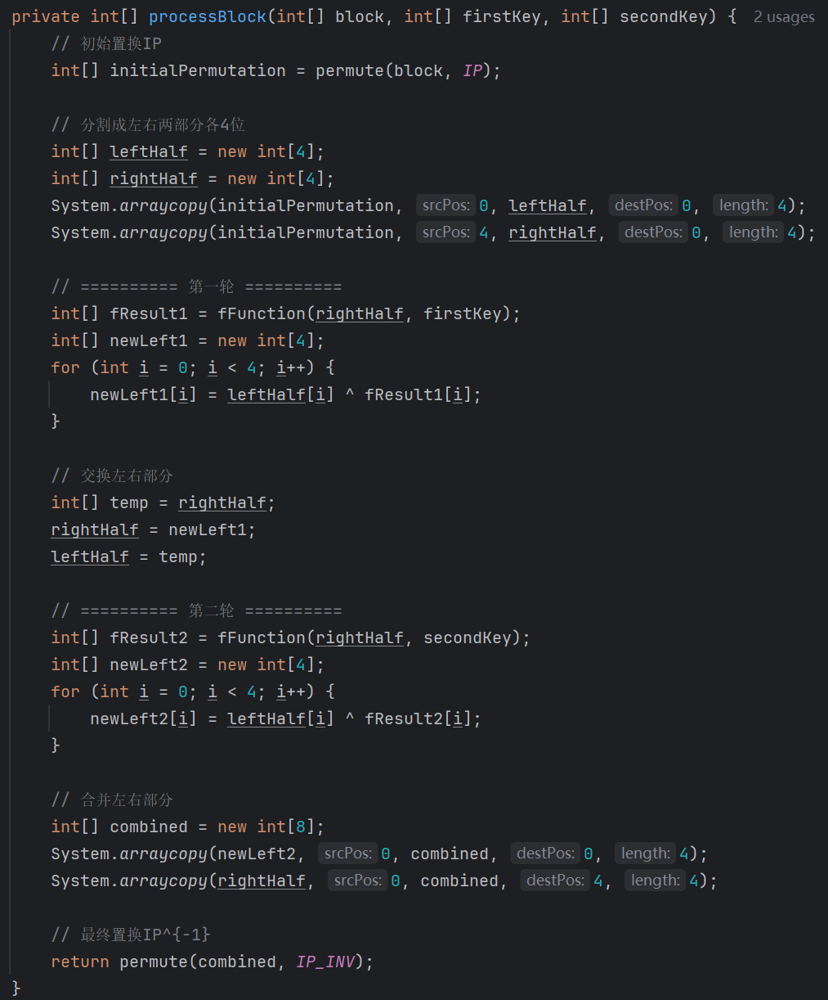 private int[] processBlock(int[] block, int[] firstKey, int[] secondKey) { 2 usages
// 初始置换IP
int[] initialPermutation = permute(block, IP);
// 分割成左右两部分各4位
int[] leftHalf = new int[4];
int[] rightHalf = new int[4];
System.arraycopy(initialPermutation, srcPos: 0, leftHalf, destPos: 0, length: 4);
System.arraycopy(initialPermutation, srcPos: 4, rightHalf, destPos: 0, length: 4);
// ========== 第一轮 ==========
int[] fResult1 = fFunction(rightHalf, firstKey);
int[] newLeft1 = new int[4];
for (int i = 0; i < 4; i++) {
newLeft1[i] = leftHalf[i] ^ fResult1[i];
}
// 交换左右部分
int[] temp = rightHalf;
rightHalf = newLeft1;
leftHalf = temp;
// ========== 第二轮 ==========
int[] fResult2 = fFunction(rightHalf, secondKey);
int[] newLeft2 = new int[4];
for (int i = 0; i < 4; i++) {
newLeft2[i] = leftHalf[i] ^ fResult2[i];
}
// 合并左右部分
int[] combined = new int[8];
System.arraycopy(newLeft2, srcPos: 0, combined, destPos: 0, length: 4);
System.arraycopy(rightHalf, srcPos: 0, combined, destPos: 4, length: 4);
// 最终置换IP^{-1}
return permute(combined, IP_INV);
}